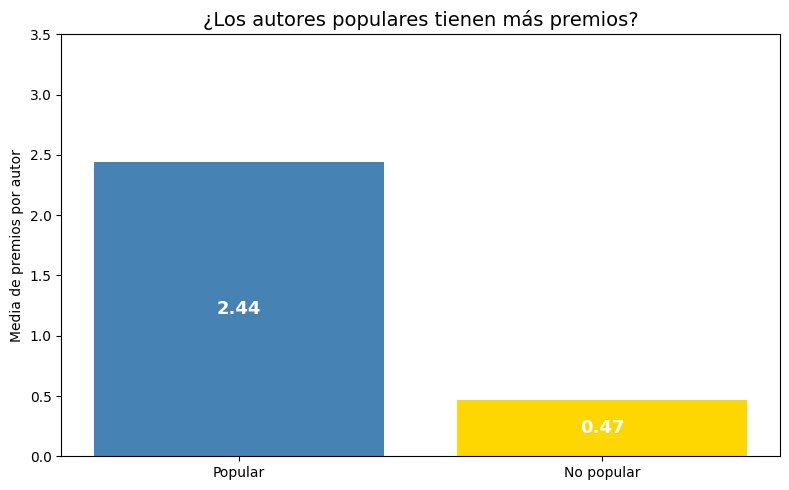 ¿Los autores populares tienen más premios?
Media de premios por autor
3.5
3.0
2.5
2.0
1.5
1.0
0.5
0.0
2.44
0.47
Popular
No popular